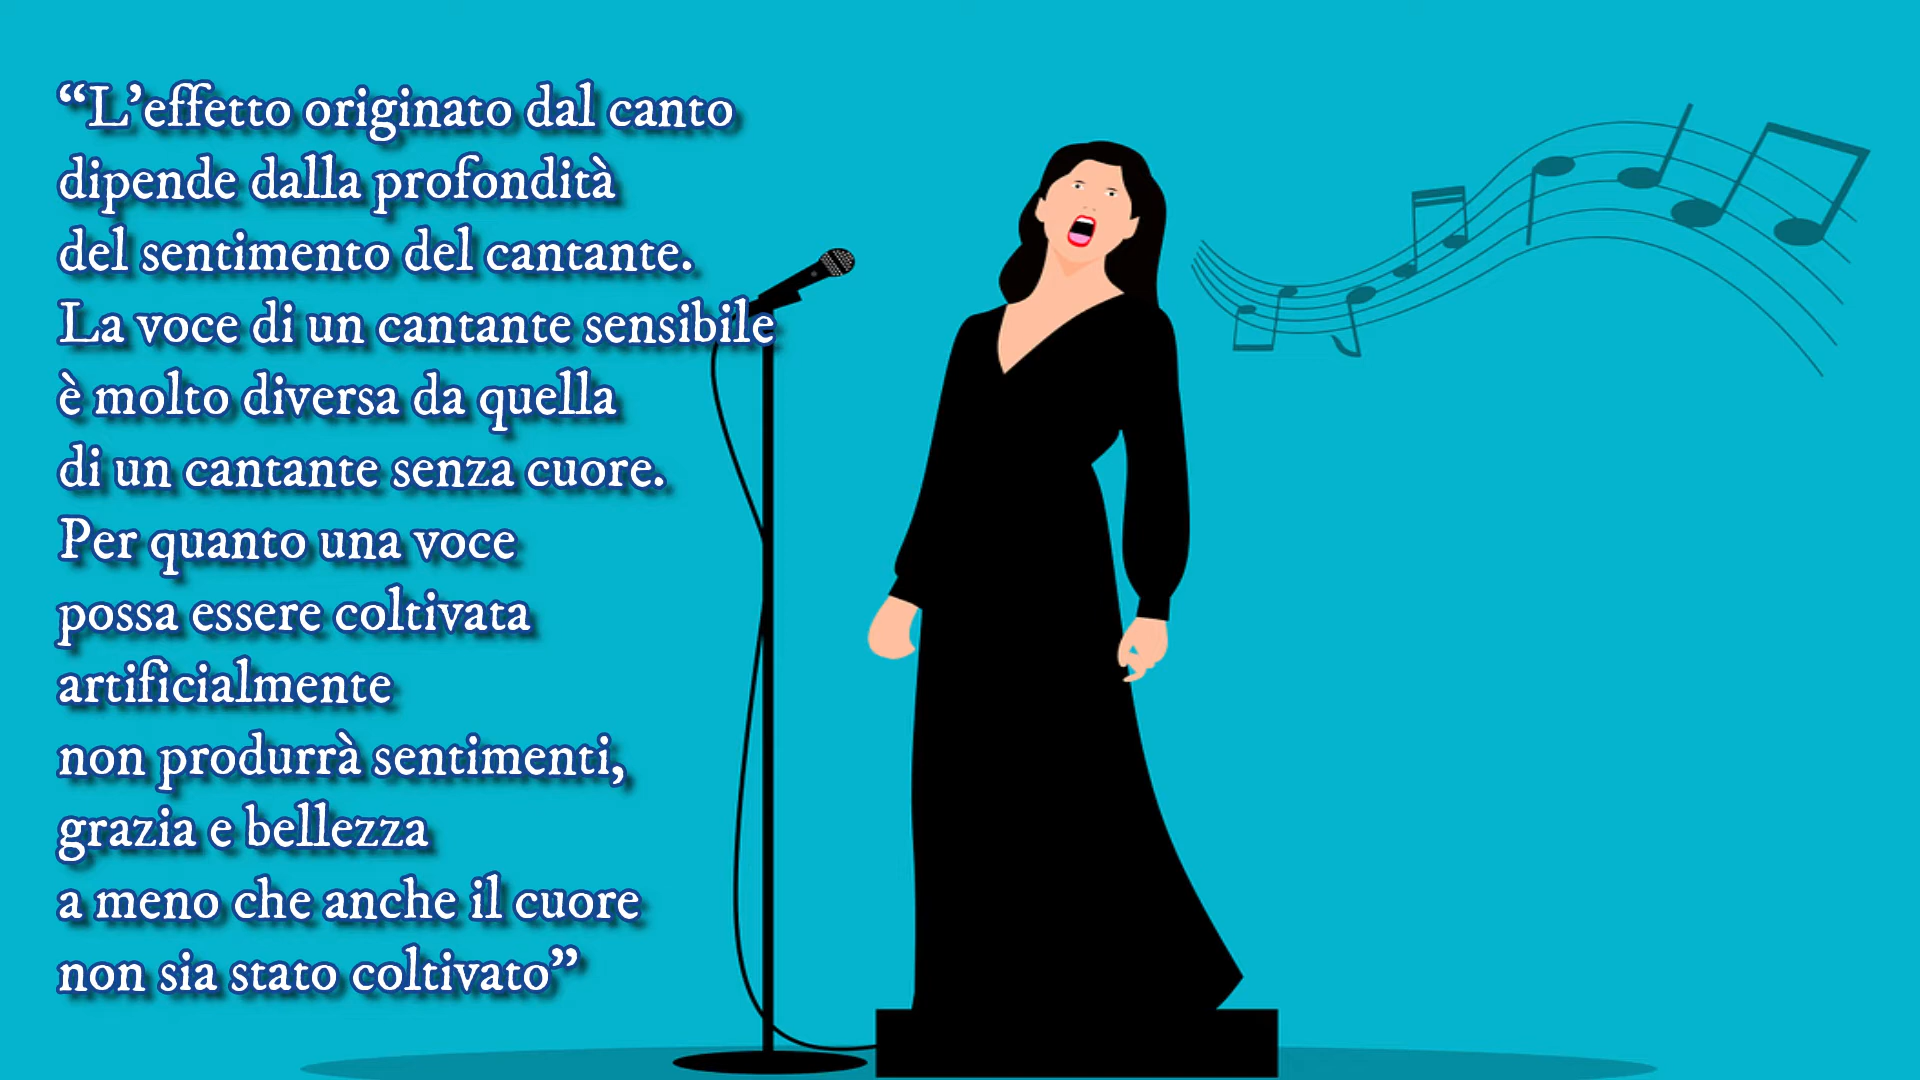 “L’effetto originato dal canto
dipende dalla profondità
del sentimento del cantante.
La voce di un cantante sensibile
è molto diversa da quella
di un cantante senza cuore.
Per quanto una voce
possa essere coltivata
artificialmente
non produrrà sentimenti,
grazia e bellezza
a meno che anche il cuore
non sia stato coltivato”